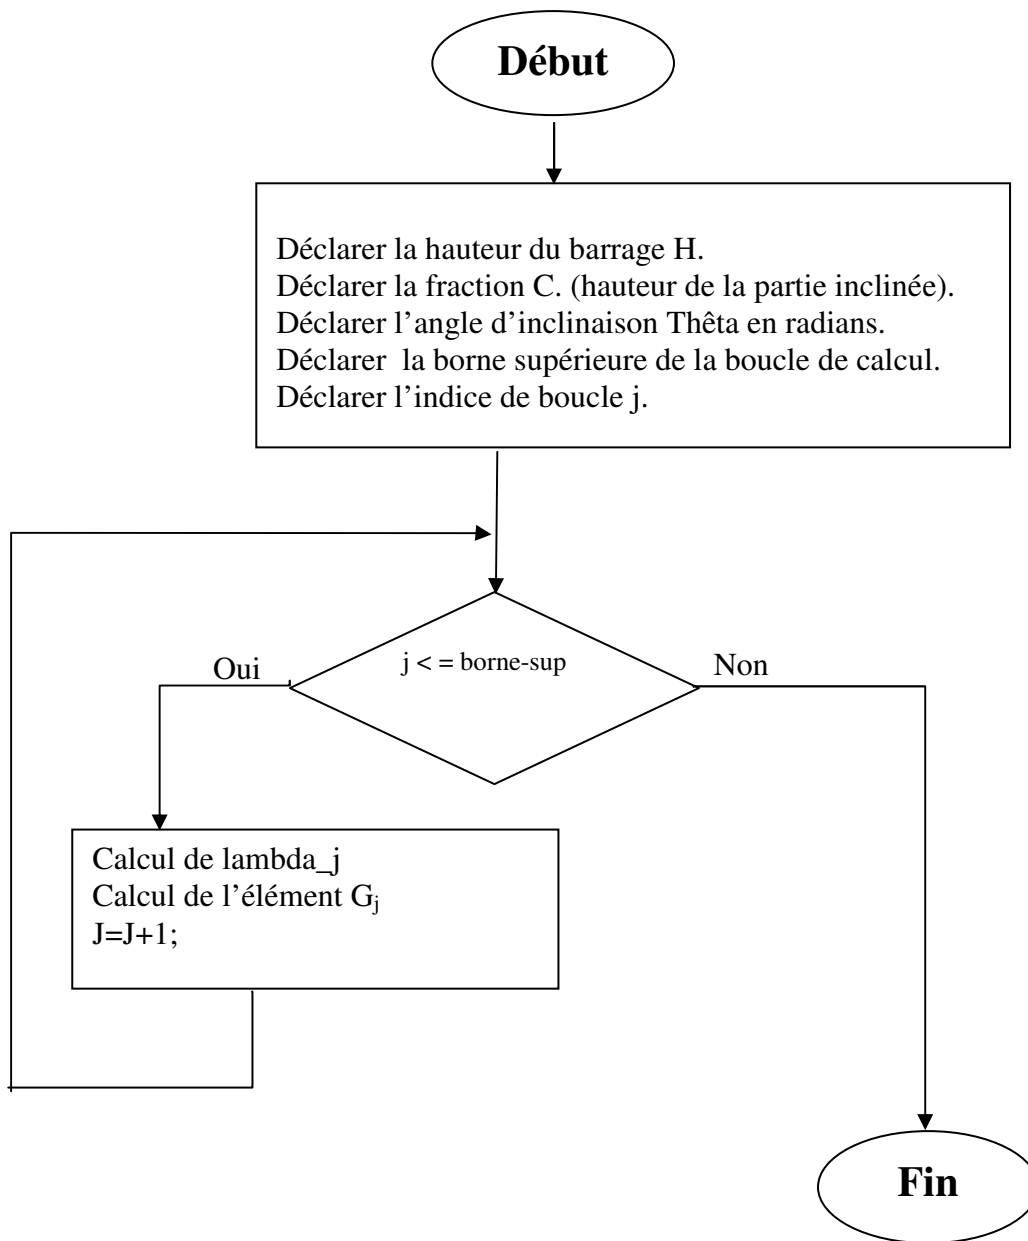 Début
Déclarer la hauteur du barrage H.
Déclarer la fraction C. (hauteur de la partie inclinée).
Déclarer l’angle d’inclinaison Thêta en radians.
Déclarer la borne supérieure de la boucle de calcul.
Déclarer l’indice de boucle j.
j < = borne-sup
Oui
Non
Calcul de lambda_j
Calcul de l’élément Gj
J=J+1;
Fin